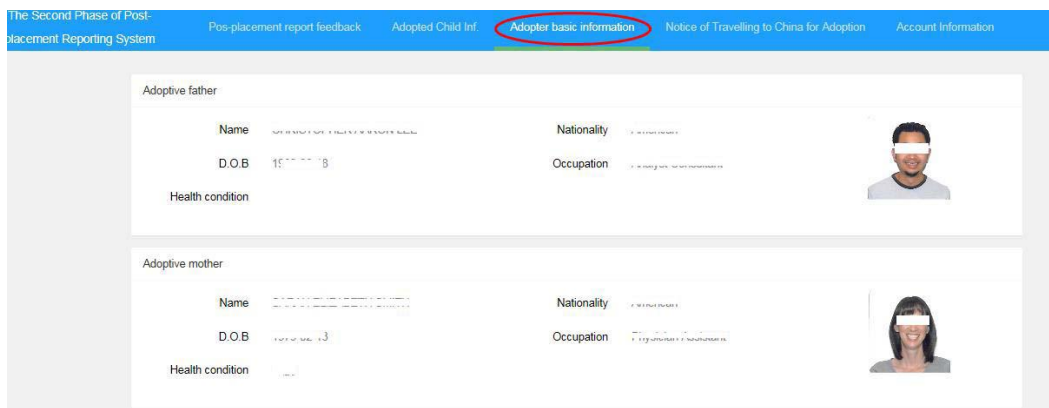 The Second Phase of Post-
placement Reporting System
Pos-placement report feedback
Adopted Child Inf.
Adopter basic information
Notice of Travelling to China for Adoption
Account Information
Adoptive father
Name
Nationality
D.O.B
Occupation
Health condition
Adoptive mother
Name
Nationality
D.O.B
Occupation
Health condition